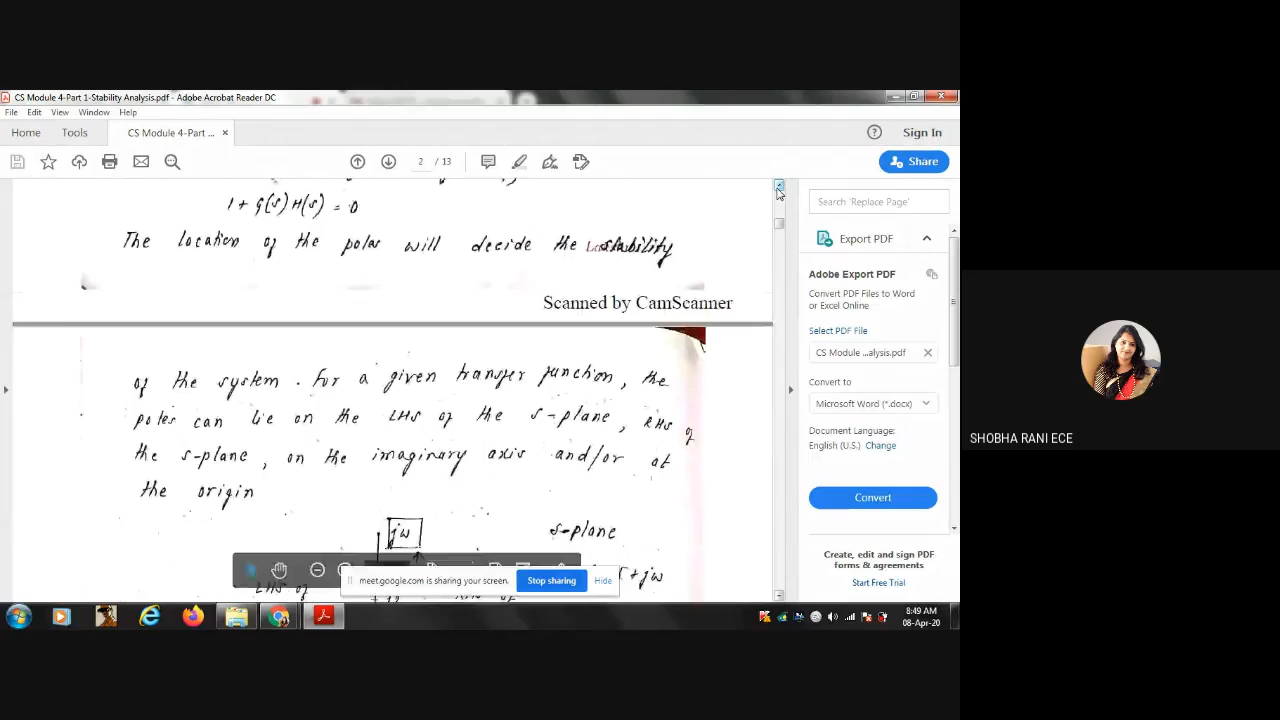 CS Module 4-Part 1-Stability Analysis.pdf - Adobe Acrobat Reader DC
File Edit View Window Help
Home Tools CS Module 4-Part ... × Sign In
2 / 13 Share
1 + G(s) H(s) = 0
The location of the poles will decide the stability
Scanned by CamScanner
of the system. For a given transfer function, the
poles can lie on the LHS of the s-plane, RHS of
the s-plane, on the imaginary axis and/or at
the origin
jω s-plane
+ jω
LHS of
Search 'Replace Page'
Export PDF
Adobe Export PDF
Convert PDF Files to Word
or Excel Online
Select PDF File
CS Module ...alysis.pdf ×
Convert to
Microsoft Word (*.docx)
Document Language:
English (U.S.) Change
Convert
Create, edit and sign PDF
forms & agreements
Start Free Trial
meet.google.com is sharing your screen. Stop sharing Hide
8:49 AM
08-Apr-20
SHOBHA RANI ECE